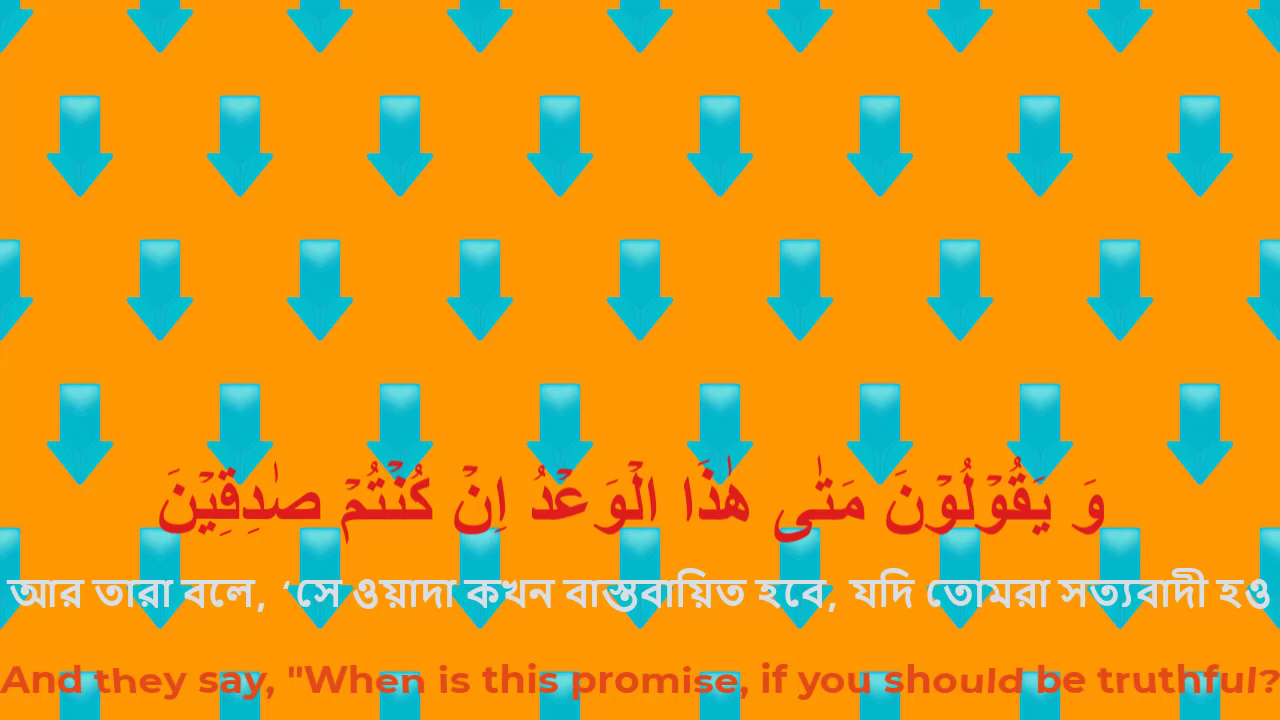 وَ یَقُوۡلُوۡنَ مَتٰی ہٰذَا الۡوَعۡدُ اِنۡ کُنۡتُمۡ صٰدِقِیۡنَ
আর তারা বলে, ‘সে ওয়াদা কখন বাস্তবায়িত হবে, যদি তোমরা সত্যবাদী হও
And they say, "When is this promise, if you should be truthful?